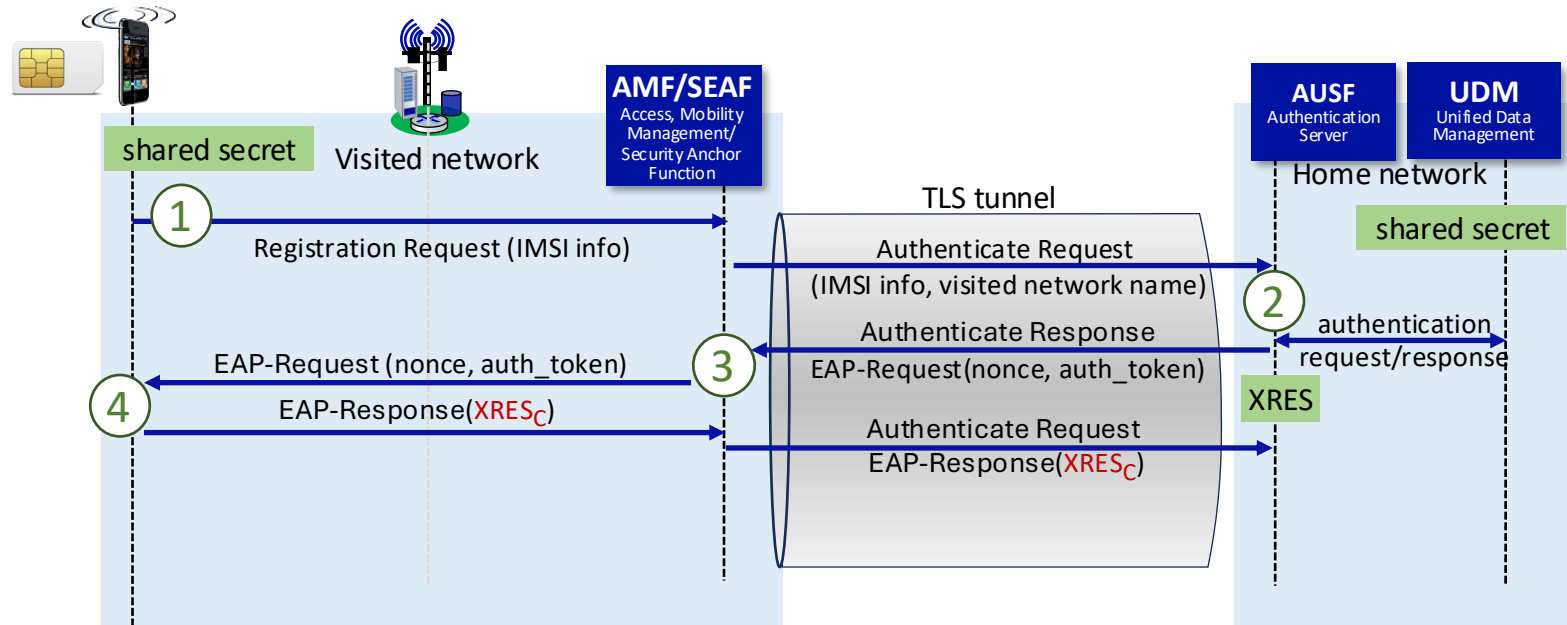 AMF/SEAF
Access, Mobility
Management/
Security Anchor
Function
AUSF
Authentication
Server
UDM
Unified Data
Management
shared secret
Visited network
Home network
TLS tunnel
shared secret
1
Registration Request (IMSI info)
Authenticate Request
(IMSI info, visited network name)
2
authentication
request/response
Authenticate Response
EAP-Request(nonce, auth_token)
3
EAP-Request (nonce, auth_token)
4
EAP-Response(XRESC)
XRES
Authenticate Request
EAP-Response(XRESC)